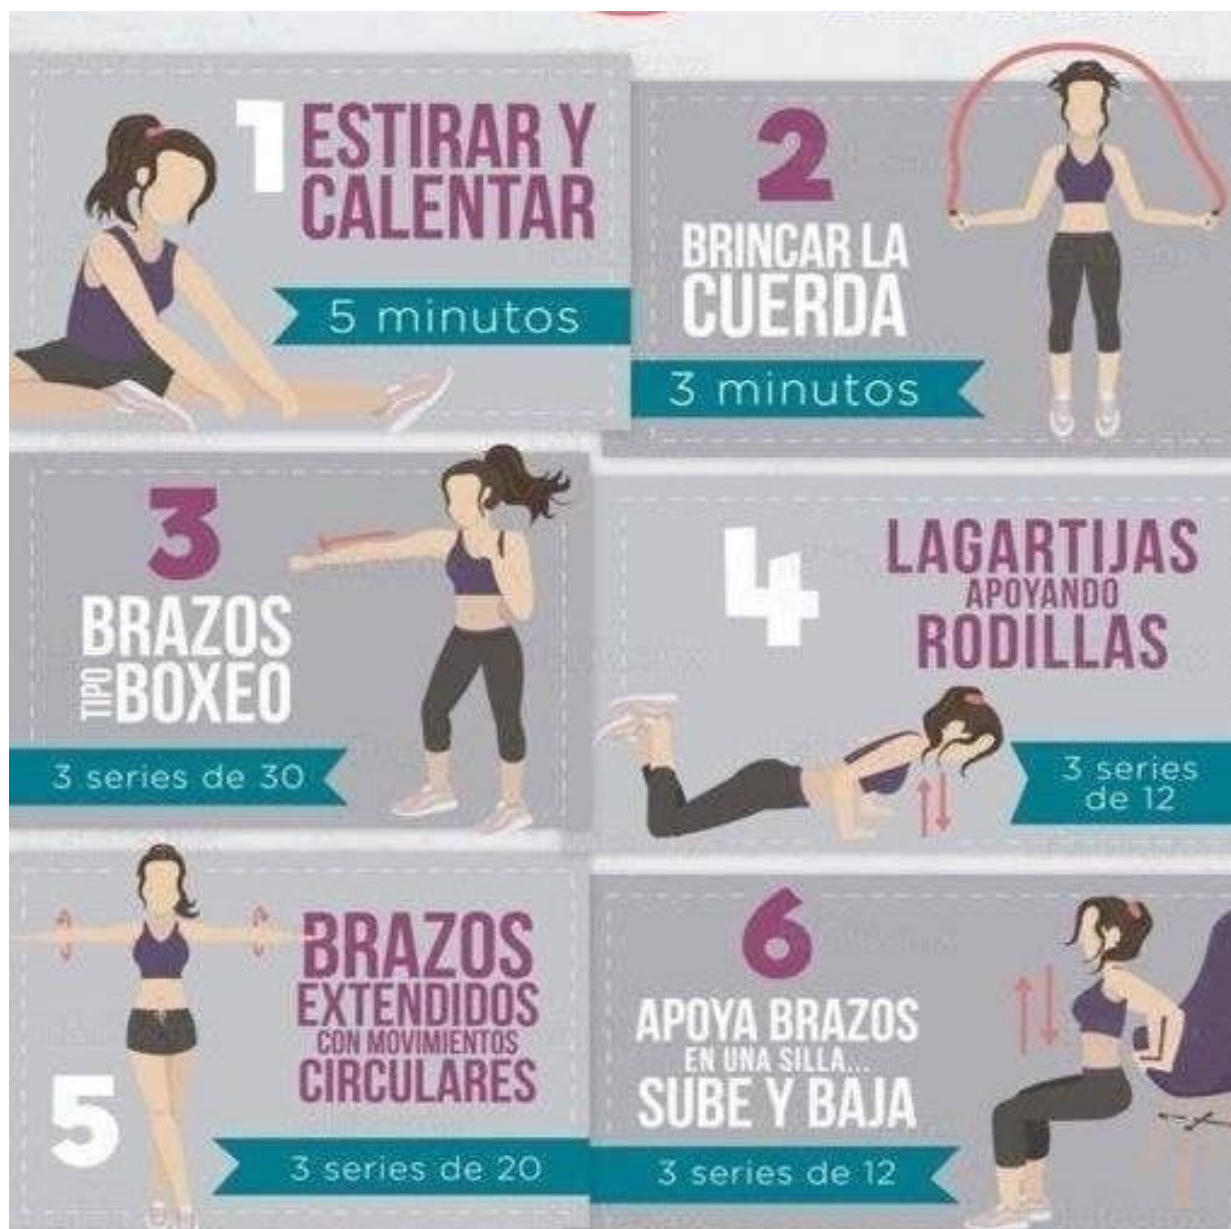 1 ESTIRAR Y
CALENTAR
5 minutos
2
BRINCAR LA
CUERDA
3 minutos
3
BRAZOS
TIPO BOXEO
3 series de 30
4
LAGARTIJAS
APOYANDO
RODILLAS
3 series
de 12
5
BRAZOS
EXTENDIDOS
CON MOVIMIENTOS
CIRCULARES
3 series de 20
6
APOYA BRAZOS
EN UNA SILLA...
SUBE Y BAJA
3 series de 12